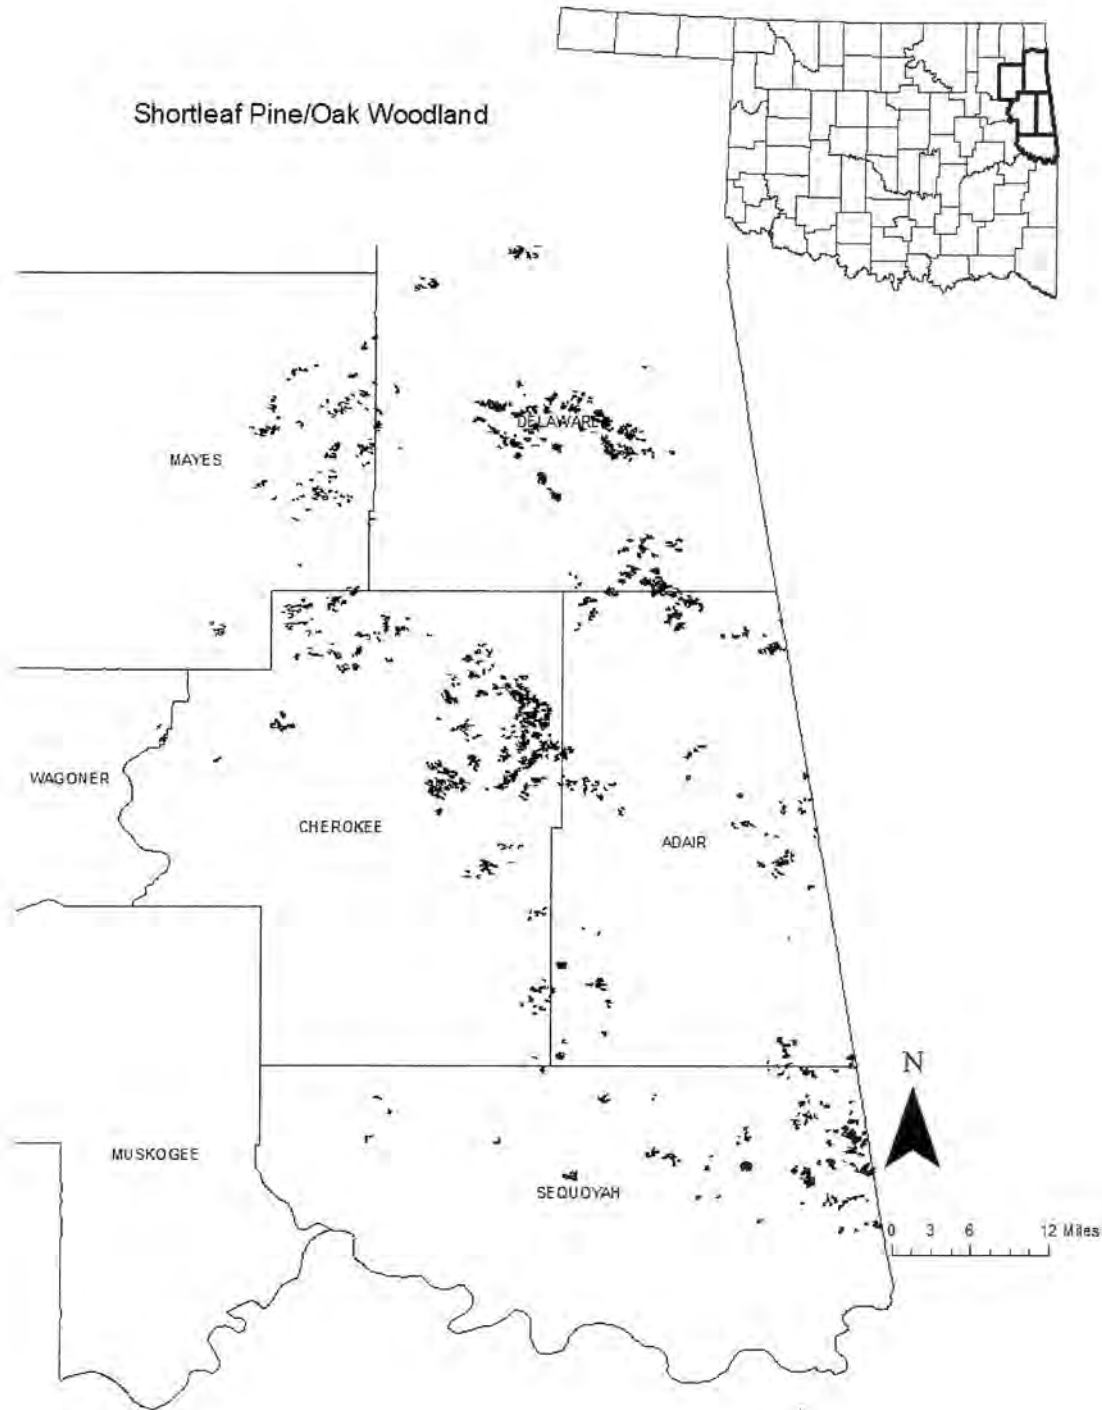 Shortleaf Pine/Oak Woodland
DELAWARE
MAYES
WAGONER
CHEROKEE
ADAIR
N
MUSKOGEE
SEQUOYAH
0 3 6 12 Miles